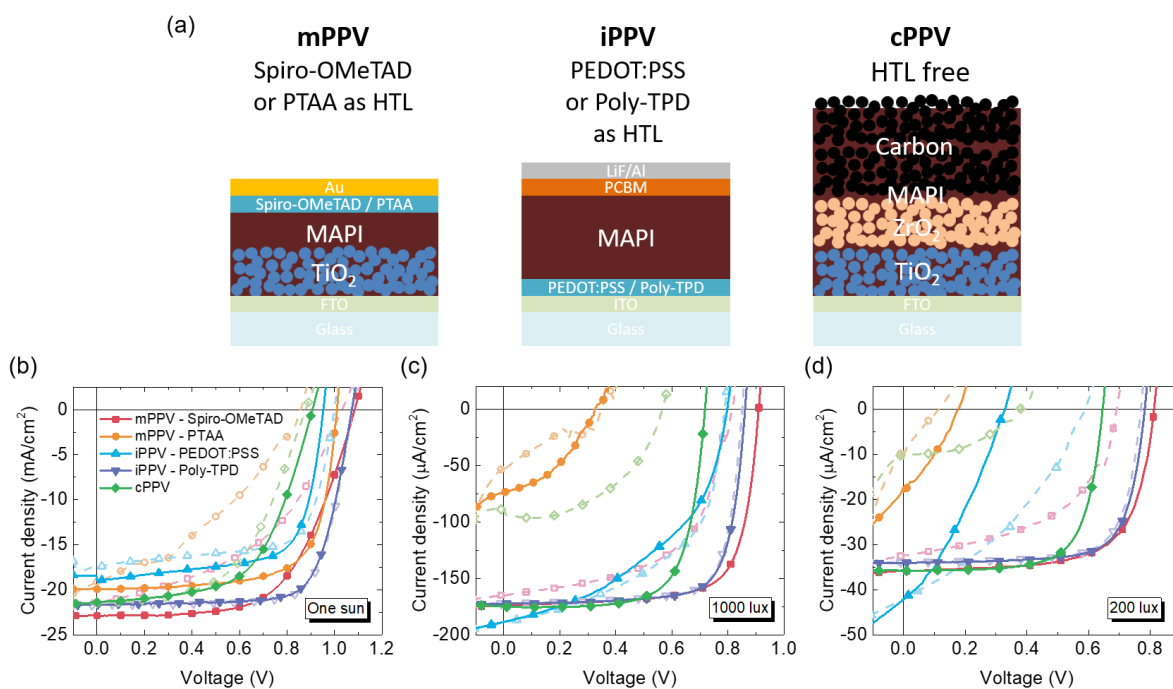 (a)
mPPV
Spiro-OMeTAD
or PTAA as HTL
Au
Spiro-OMeTAD / PTAA
MAPI
TiO2
FTO
Glass
iPPV
PEDOT:PSS
or Poly-TPD
as HTL
LiF/Al
PCBM
MAPI
PEDOT:PSS / Poly-TPD
ITO
Glass
cPPV
HTL free
Carbon
MAPI
ZrO2
TiO2
FTO
Glass
(b)
Current density (mA/cm2)
0
-5
-10
-15
-20
-25
mPPV - Spiro-OMeTAD
mPPV - PTAA
iPPV - PEDOT:PSS
iPPV - Poly-TPD
cPPV
One sun
0.0 0.2 0.4 0.6 0.8 1.0 1.2
Voltage (V)
(c)
Current density (µA/cm2)
0
-50
-100
-150
-200
1000 lux
0.0 0.2 0.4 0.6 0.8 1.0
Voltage (V)
(d)
Current density (µA/cm2)
0
-10
-20
-30
-40
-50
200 lux
0.0 0.2 0.4 0.6 0.8
Voltage (V)